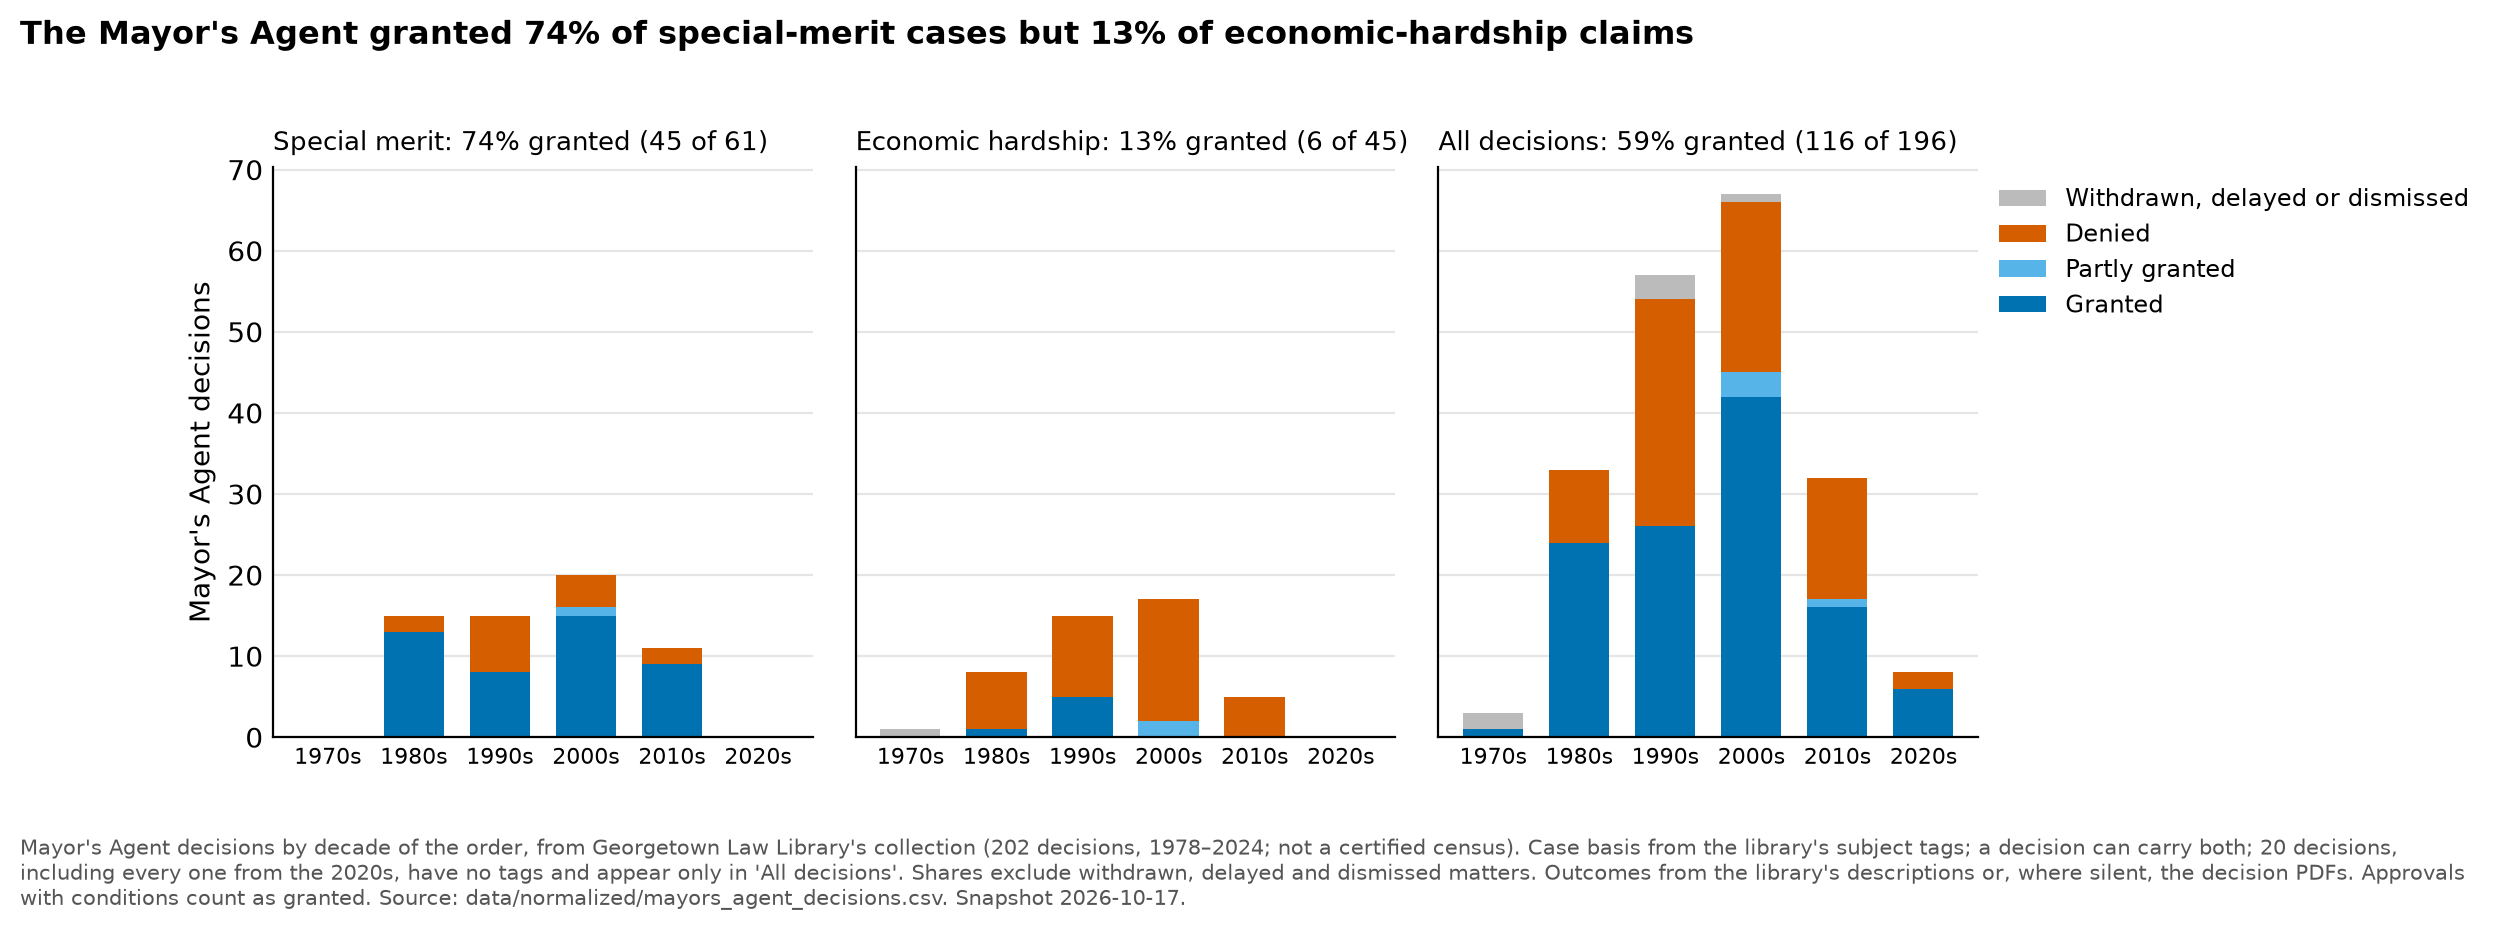 The Mayor's Agent granted 74% of special-merit cases but 13% of economic-hardship claims
Special merit: 74% granted (45 of 61)
Economic hardship: 13% granted (6 of 45)
All decisions: 59% granted (116 of 196)
Mayor's Agent decisions
70
60
50
40
30
20
10
0
1970s 1980s 1990s 2000s 2010s 2020s
1970s 1980s 1990s 2000s 2010s 2020s
1970s 1980s 1990s 2000s 2010s 2020s
Withdrawn, delayed or dismissed
Denied
Partly granted
Granted
Mayor's Agent decisions by decade of the order, from Georgetown Law Library's collection (202 decisions, 1978–2024; not a certified census). Case basis from the library's subject tags; a decision can carry both; 20 decisions,
including every one from the 2020s, have no tags and appear only in 'All decisions'. Shares exclude withdrawn, delayed and dismissed matters. Outcomes from the library's descriptions or, where silent, the decision PDFs. Approvals
with conditions count as granted. Source: data/normalized/mayors_agent_decisions.csv. Snapshot 2026-10-17.